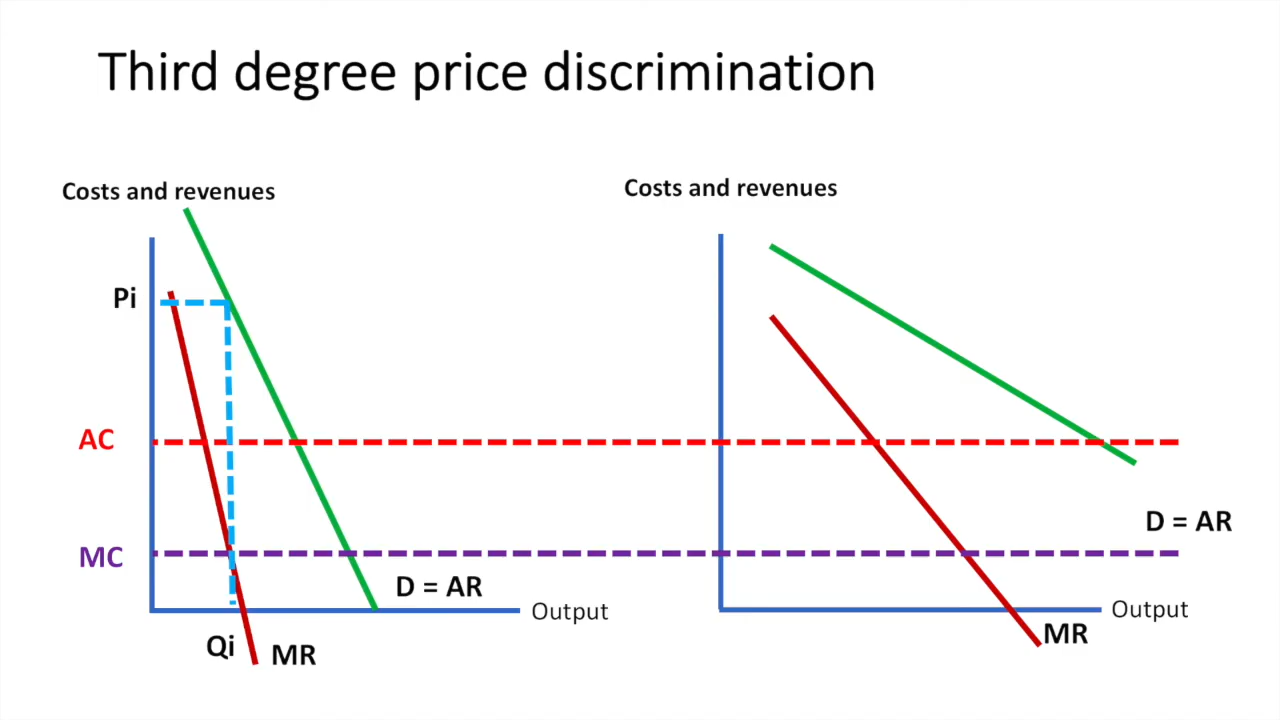 Third degree price discrimination
Costs and revenues
Pi
AC
MC
D = AR
Output
Qi
MR
Costs and revenues
D = AR
Output
MR